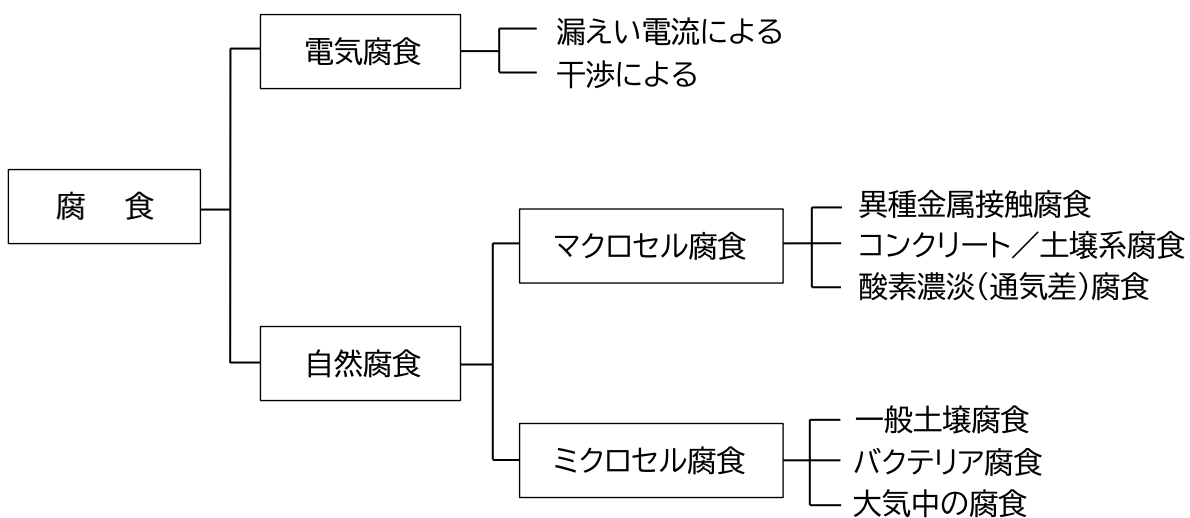 腐　食
電気腐食
漏えい電流による
干渉による
自然腐食
マクロセル腐食
異種金属接触腐食
コンクリート／土壌系腐食
酸素濃淡(通気差)腐食
ミクロセル腐食
一般土壌腐食
バクテリア腐食
大気中の腐食